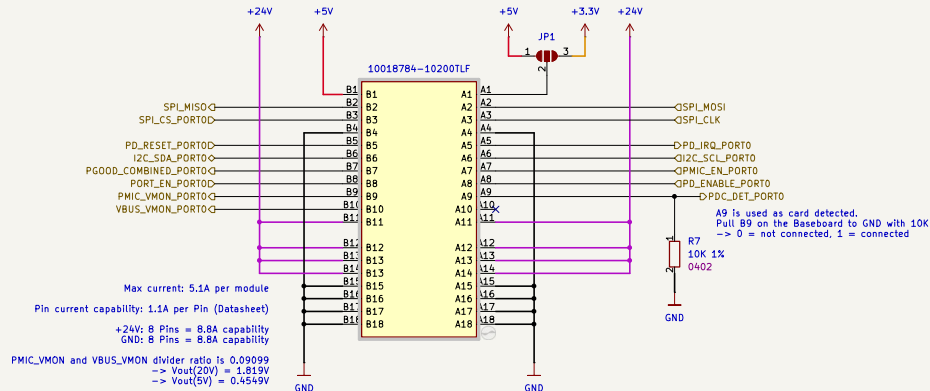 +24V +5V +5V +3.3V +24V
JP1
1 3
2
10018784-10200TLF
B1 B1 A1 A1
SPI_MISO B2 B2 A2 A2 SPI_MOSI
SPI_CS_PORT0 B3 B3 A3 A3 SPI_CLK
B4 B4 A4 A4
PD_RESET_PORT0 B5 B5 A5 A5 PD_IRQ_PORT0
I2C_SDA_PORT0 B6 B6 A6 A6 I2C_SCL_PORT0
PGOOD_COMBINED_PORT0 B7 B7 A7 A7 PMIC_EN_PORT0
PORT_EN_PORT0 B8 B8 A8 A8 PD_ENABLE_PORT0
PMIC_VMON_PORT0 B9 B9 A9 A9 PDC_DET_PORT0
VBUS_VMON_PORT0 B10 B10 A10 A10
B11 B11 A11 A11
B12 B12 A12 A12
B13 B13 A13 A13
B14 B13 A14 A14
B15 B15 A15 A15
B16 B16 A16 A16
B17 B17 A17 A17
B18 B18 A18 A18
A9 is used as card detected.
Pull B9 on the Baseboard to GND with 10K
-> 0 = not connected, 1 = connected
1
R7
10K 1%
0402
2
GND
Max current: 5.1A per module
Pin current capability: 1.1A per Pin (Datasheet)
+24V: 8 Pins = 8.8A capability
GND: 8 Pins = 8.8A capability
PMIC_VMON and VBUS_VMON divider ratio is 0.09099
-> Vout(20V) = 1.819V
-> Vout(5V) = 0.4549V
GND GND